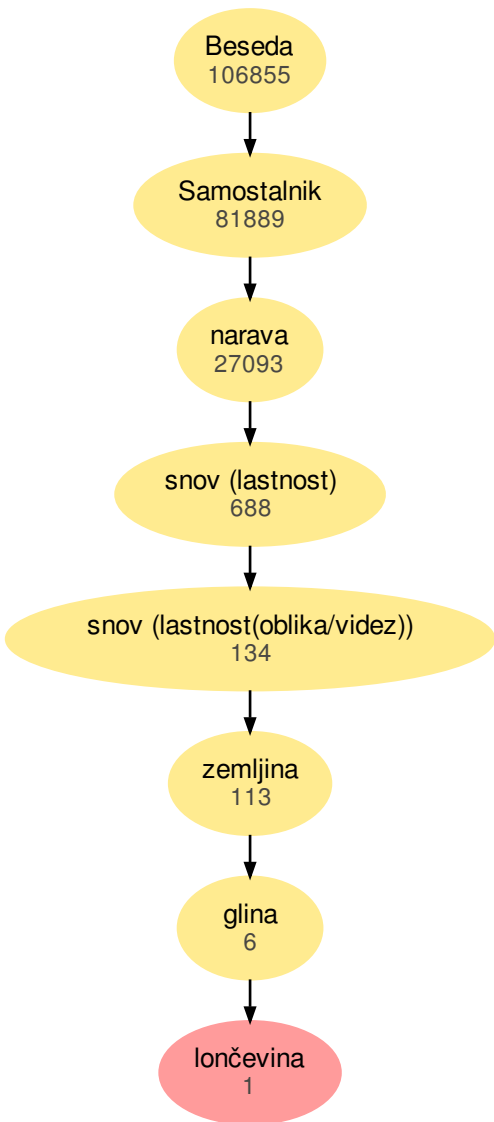 Beseda
106855
Samostalnik
81889
narava
27093
snov (lastnost)
688
snov (lastnost(oblika/videz))
134
zemljina
113
glina
6
lončevina
1